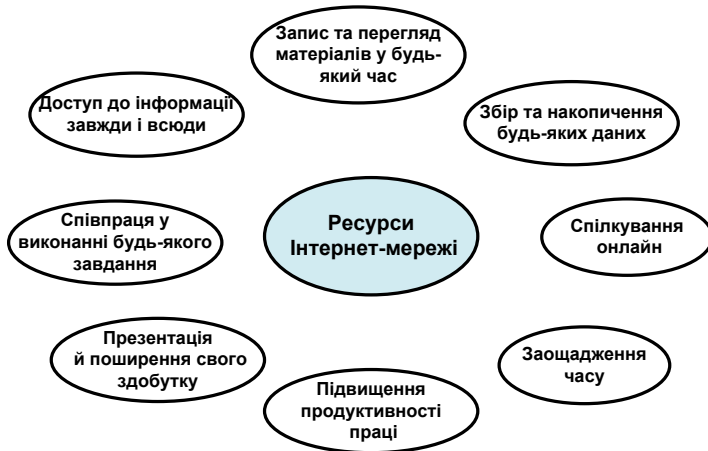 Запис та перегляд
матеріалів у будь-
який час
Доступ до інформації
завжди і всюди
Збір та накопичення
будь-яких даних
Співпраця у
виконанні будь-якого
завдання
Ресурси
Інтернет-мережі
Спілкування
онлайн
Презентація
й поширення свого
здобутку
Заощадження
часу
Підвищення
продуктивності
праці